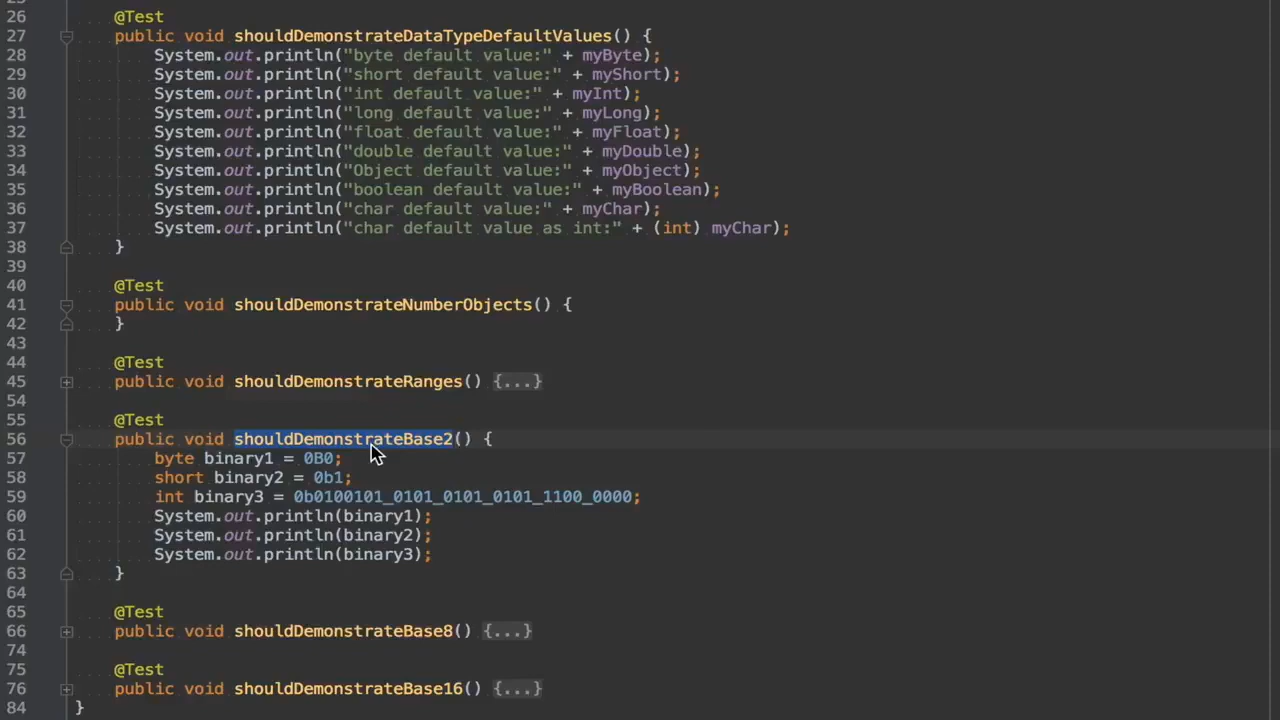 26 @Test
27 public void shouldDemonstrateDataTypeDefaultValues() {
28 System.out.println("byte default value:" + myByte);
29 System.out.println("short default value:" + myShort);
30 System.out.println("int default value:" + myInt);
31 System.out.println("long default value:" + myLong);
32 System.out.println("float default value:" + myFloat);
33 System.out.println("double default value:" + myDouble);
34 System.out.println("Object default value:" + myObject);
35 System.out.println("boolean default value:" + myBoolean);
36 System.out.println("char default value:" + myChar);
37 System.out.println("char default value as int:" + (int) myChar);
38 }
39
40 @Test
41 public void shouldDemonstrateNumberObjects() {
42 }
43
44 @Test
45 public void shouldDemonstrateRanges() {...}
54
55 @Test
56 public void shouldDemonstrateBase2() {
57 byte binary1 = 0B0;
58 short binary2 = 0b1;
59 int binary3 = 0b0100101_0101_0101_0101_1100_0000;
60 System.out.println(binary1);
61 System.out.println(binary2);
62 System.out.println(binary3);
63 }
64
65 @Test
66 public void shouldDemonstrateBase8() {...}
74
75 @Test
76 public void shouldDemonstrateBase16() {...}
84 }